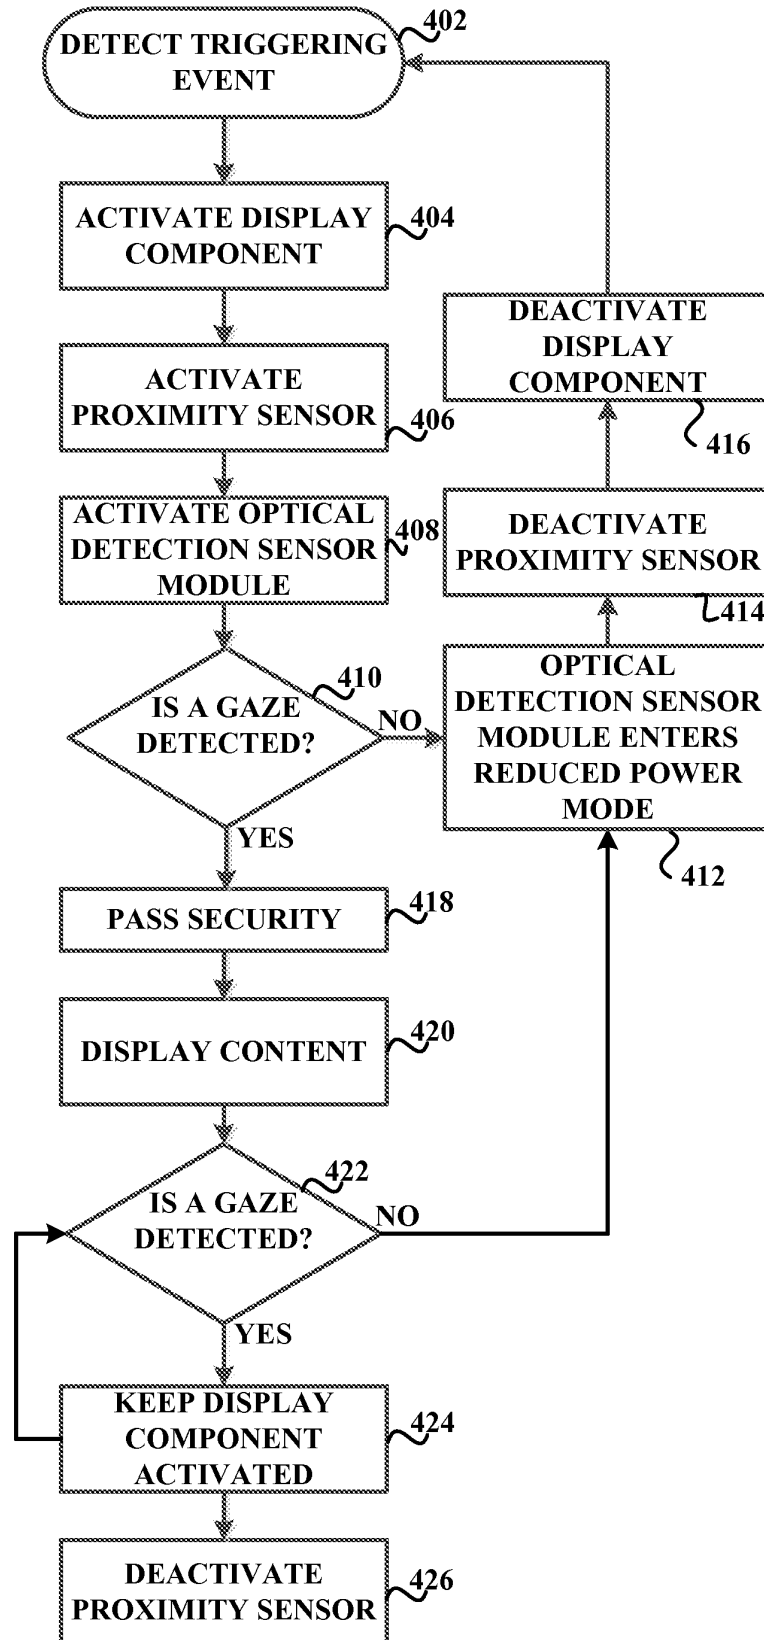 DETECT TRIGGERING
EVENT
402
ACTIVATE DISPLAY
COMPONENT
404
ACTIVATE
PROXIMITY SENSOR
406
ACTIVATE OPTICAL
DETECTION SENSOR
MODULE
408
IS A GAZE
DETECTED?
410
NO
YES
OPTICAL
DETECTION SENSOR
MODULE ENTERS
REDUCED POWER
MODE
412
DEACTIVATE
PROXIMITY SENSOR
414
DEACTIVATE
DISPLAY
COMPONENT
416
PASS SECURITY
418
DISPLAY CONTENT
420
IS A GAZE
DETECTED?
422
NO
YES
KEEP DISPLAY
COMPONENT
ACTIVATED
424
DEACTIVATE
PROXIMITY SENSOR
426